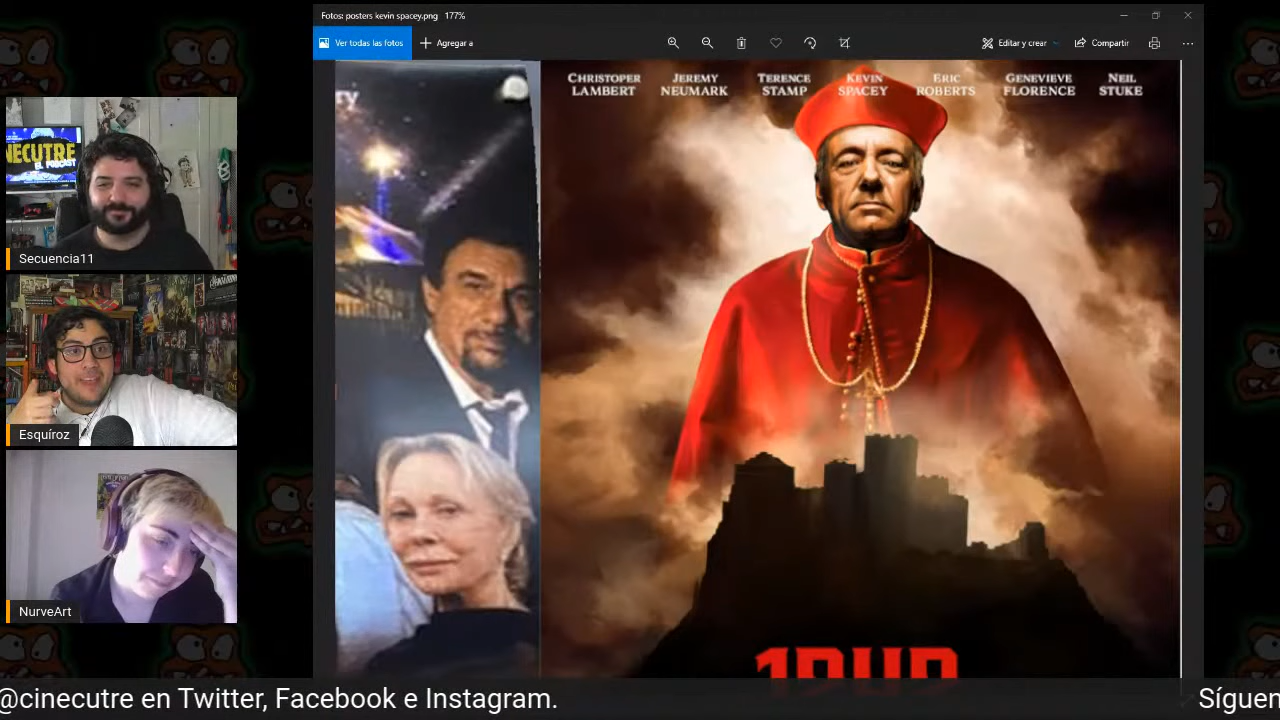 Fotos: posters kevin spacey.png 177%
Ver todas las fotos
Agregar a
Editar y crear
Compartir
CHRISTOPER LAMBERT
JEREMY NEUMARK
TERENCE STAMP
KEVIN SPACEY
ERIC ROBERTS
GENEVIEVE FLORENCE
NEIL STUKE
NECUTRE
Secuencia11
Esquíroz
NurveArt
@cinecutre en Twitter, Facebook e Instagram.
Síguen